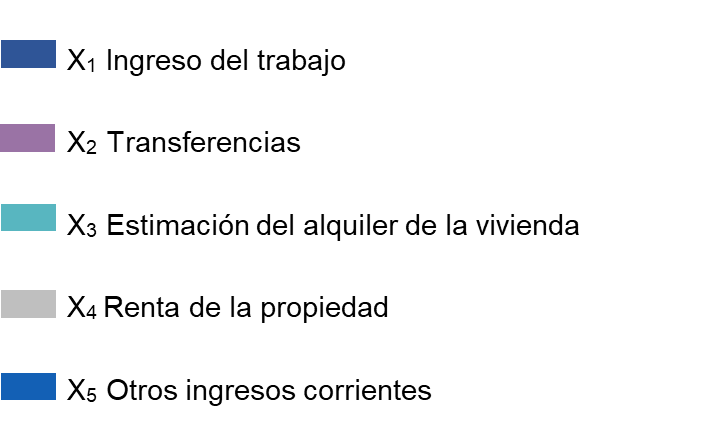 X₁ Ingreso del trabajo
X₂ Transferencias
X₃ Estimación del alquiler de la vivienda
X₄ Renta de la propiedad
X₅ Otros ingresos corrientes